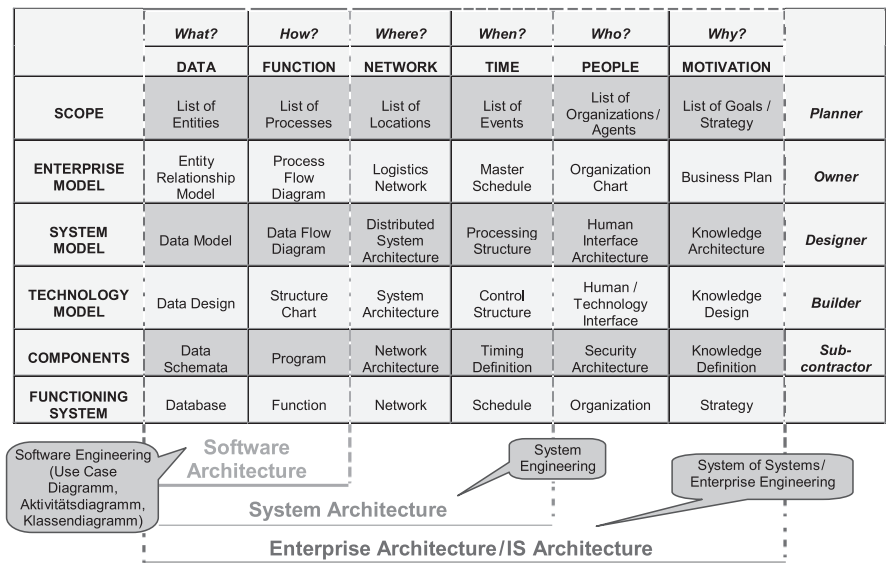 What? How? Where? When? Who? Why?
DATA FUNCTION NETWORK TIME PEOPLE MOTIVATION
SCOPE
List of
Entities
List of
Processes
List of
Locations
List of
Events
List of
Organizations/
Agents
List of Goals /
Strategy
Planner
ENTERPRISE
MODEL
Entity
Relationship
Model
Process
Flow
Diagram
Logistics
Network
Master
Schedule
Organization
Chart
Business Plan
Owner
SYSTEM
MODEL
Data Model
Data Flow
Diagram
Distributed
System
Architecture
Processing
Structure
Human
Interface
Architecture
Knowledge
Architecture
Designer
TECHNOLOGY
MODEL
Data Design
Structure
Chart
System
Architecture
Control
Structure
Human /
Technology
Interface
Knowledge
Design
Builder
COMPONENTS
Data
Schemata
Program
Network
Architecture
Timing
Definition
Security
Architecture
Knowledge
Definition
Sub-
contractor
FUNCTIONING
SYSTEM
Database
Function
Network
Schedule
Organization
Strategy
Software Engineering
(Use Case
Diagramm,
Aktivitätsdiagramm,
Klassendiagramm)
Software
Architecture
System
Engineering
System of Systems/
Enterprise Engineering
System Architecture
Enterprise Architecture/IS Architecture